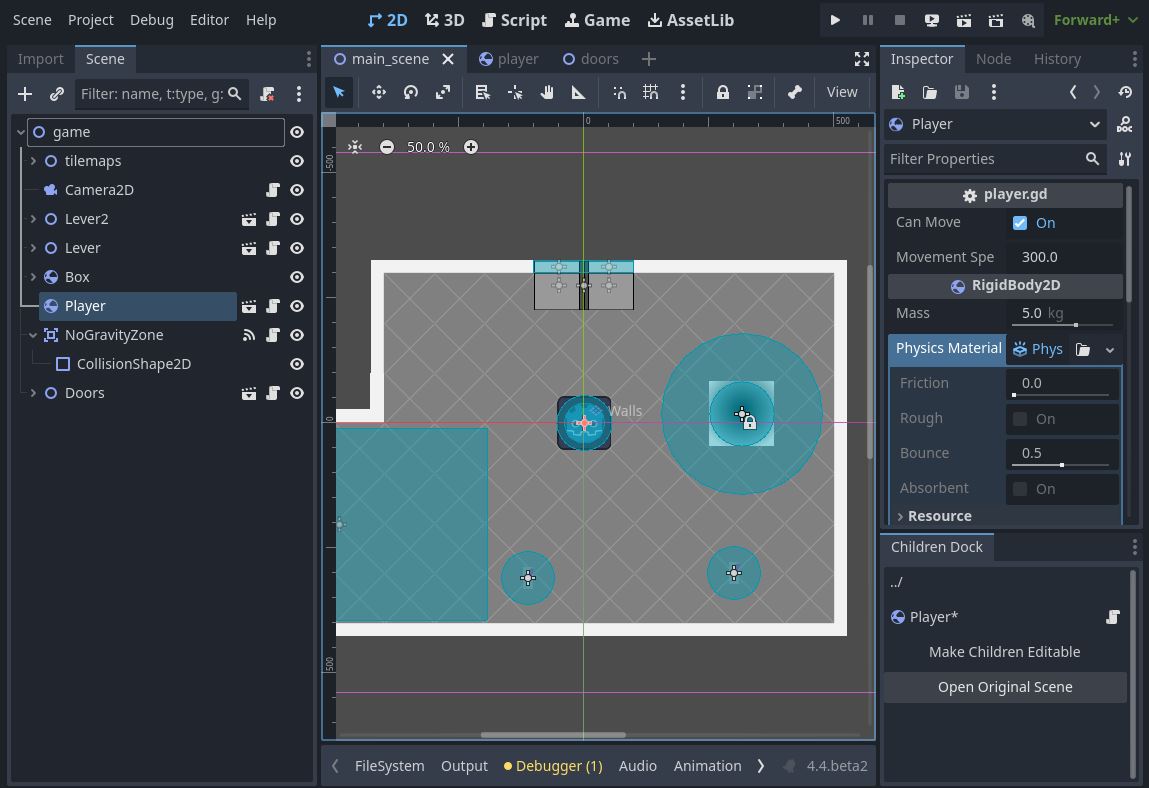 Scene Project Debug Editor Help
2D 3D Script Game AssetLib
Forward+
Import Scene
Filter: name, t:type, g:
game
tilemaps
Camera2D
Lever2
Lever
Box
Player
NoGravityZone
CollisionShape2D
Doors
main_scene player doors
View
0 500
-500
0
500
50.0 %
Walls
FileSystem Output Debugger (1) Audio Animation 4.4.beta2
Inspector Node History
Player
DOC
Filter Properties
player.gd
Can Move On
Movement Spe 300.0
RigidBody2D
Mass 5.0 kg
Physics Material Phys
Friction 0.0
Rough On
Bounce 0.5
Absorbent On
Resource
Children Dock
../
Player*
Make Children Editable
Open Original Scene